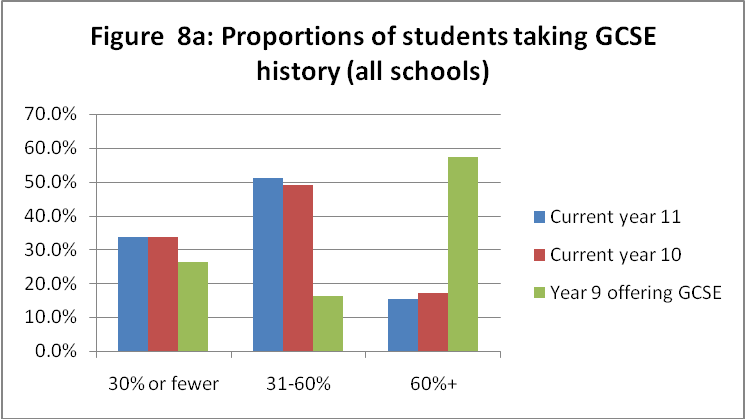 Figure  8a: Proportions of students taking GCSE
history (all schools)
70.0%
60.0%
50.0%
40.0%
30.0%
20.0%
10.0%
0.0%
30% or fewer
31-60%
60%+
Current year 11
Current year 10
Year 9 offering GCSE